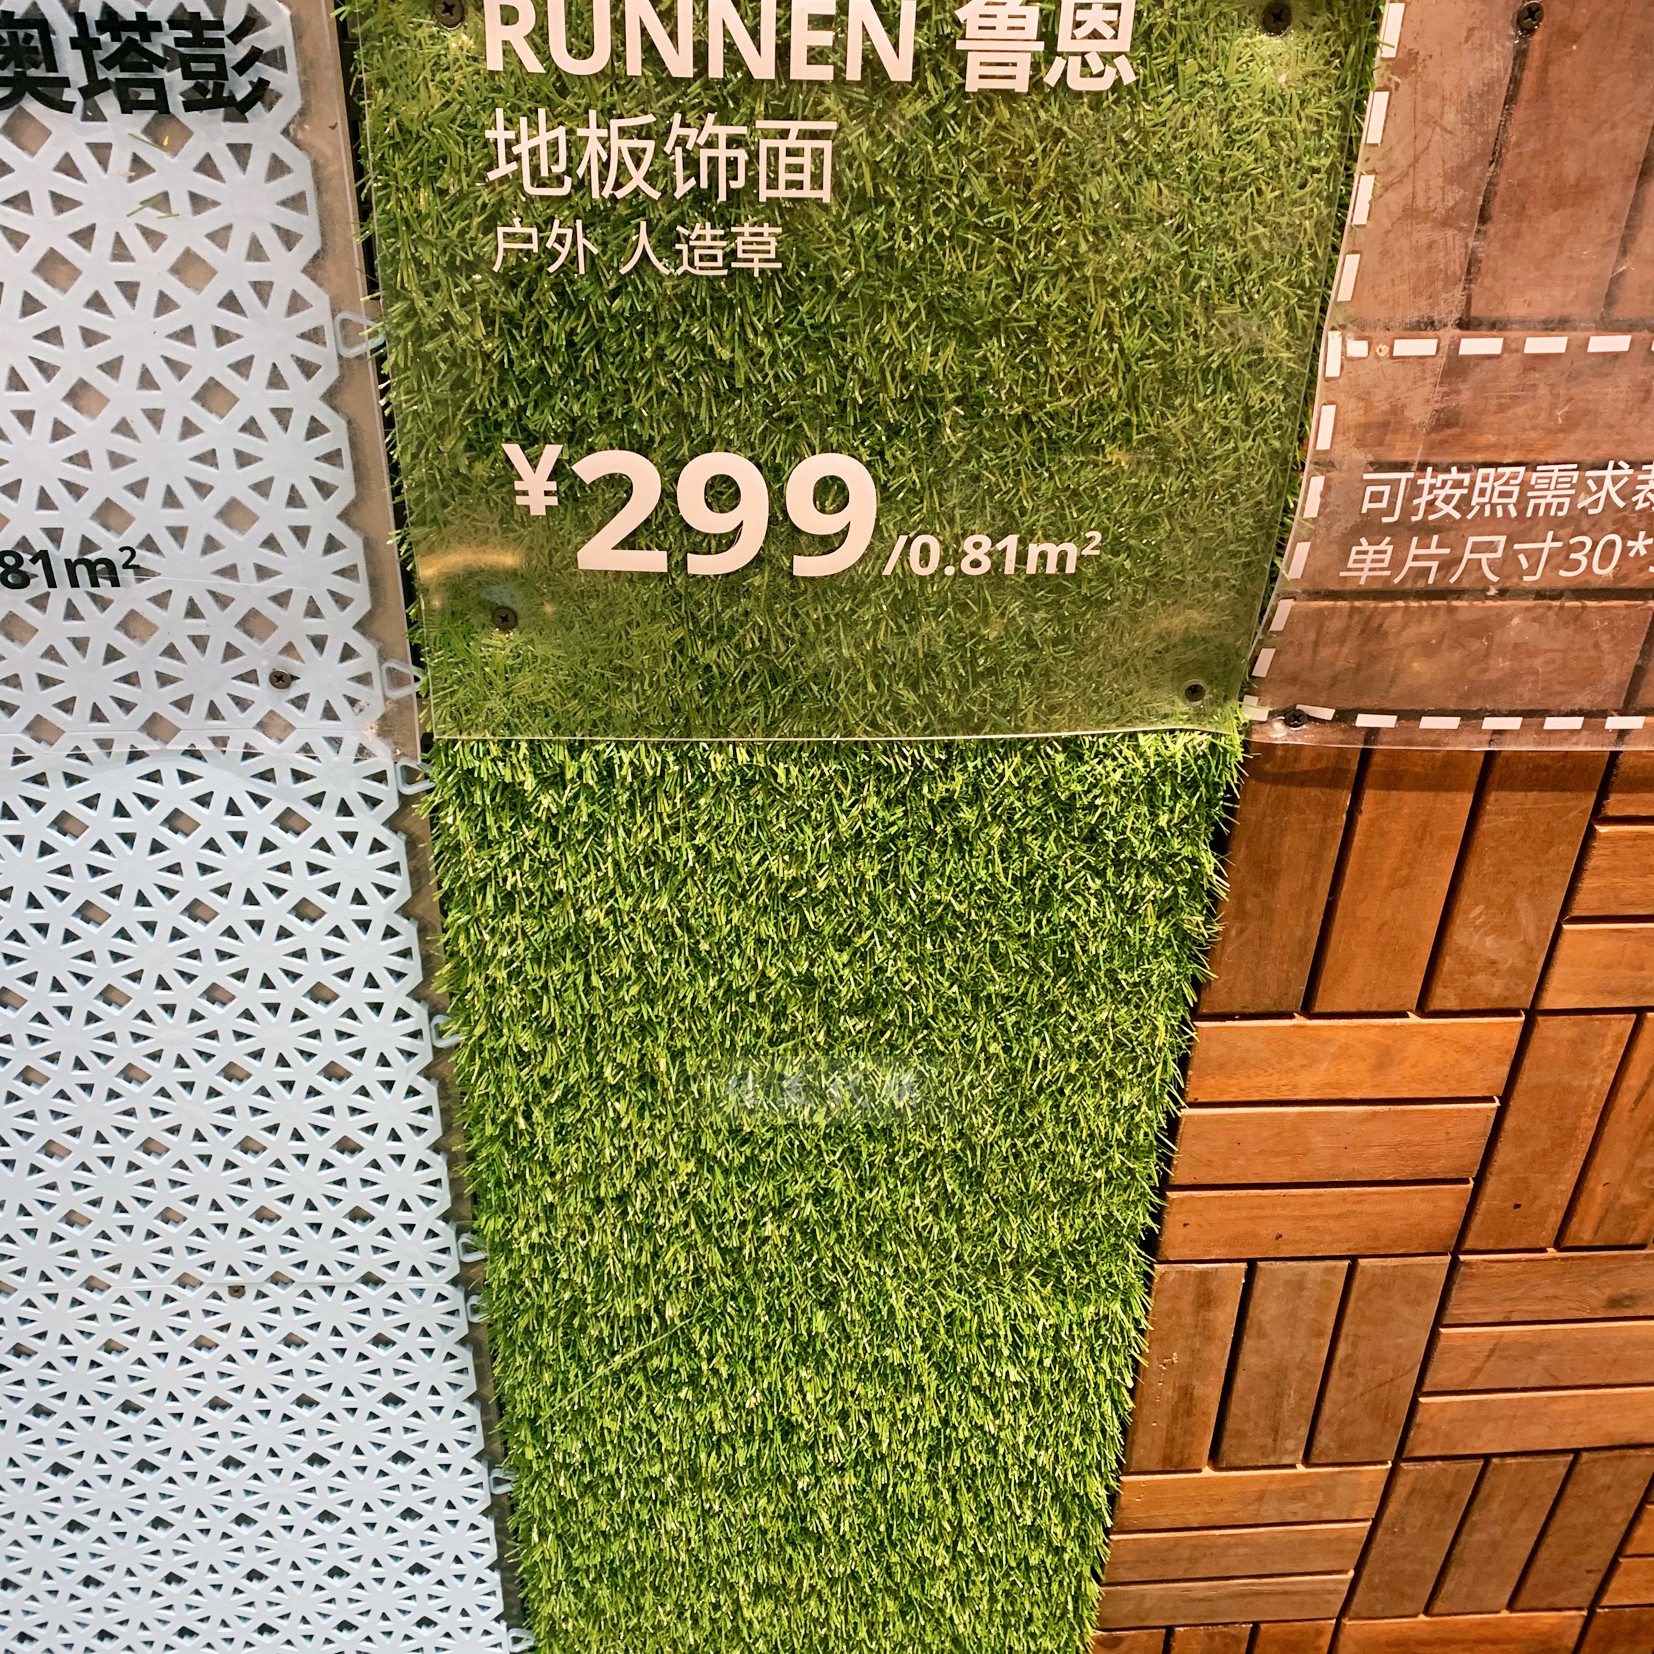 奥塔彭
81m²
RUNNEN 鲁恩
地板饰面
户外 人造草
¥299/0.81m²
可按照需求
单片尺寸30*